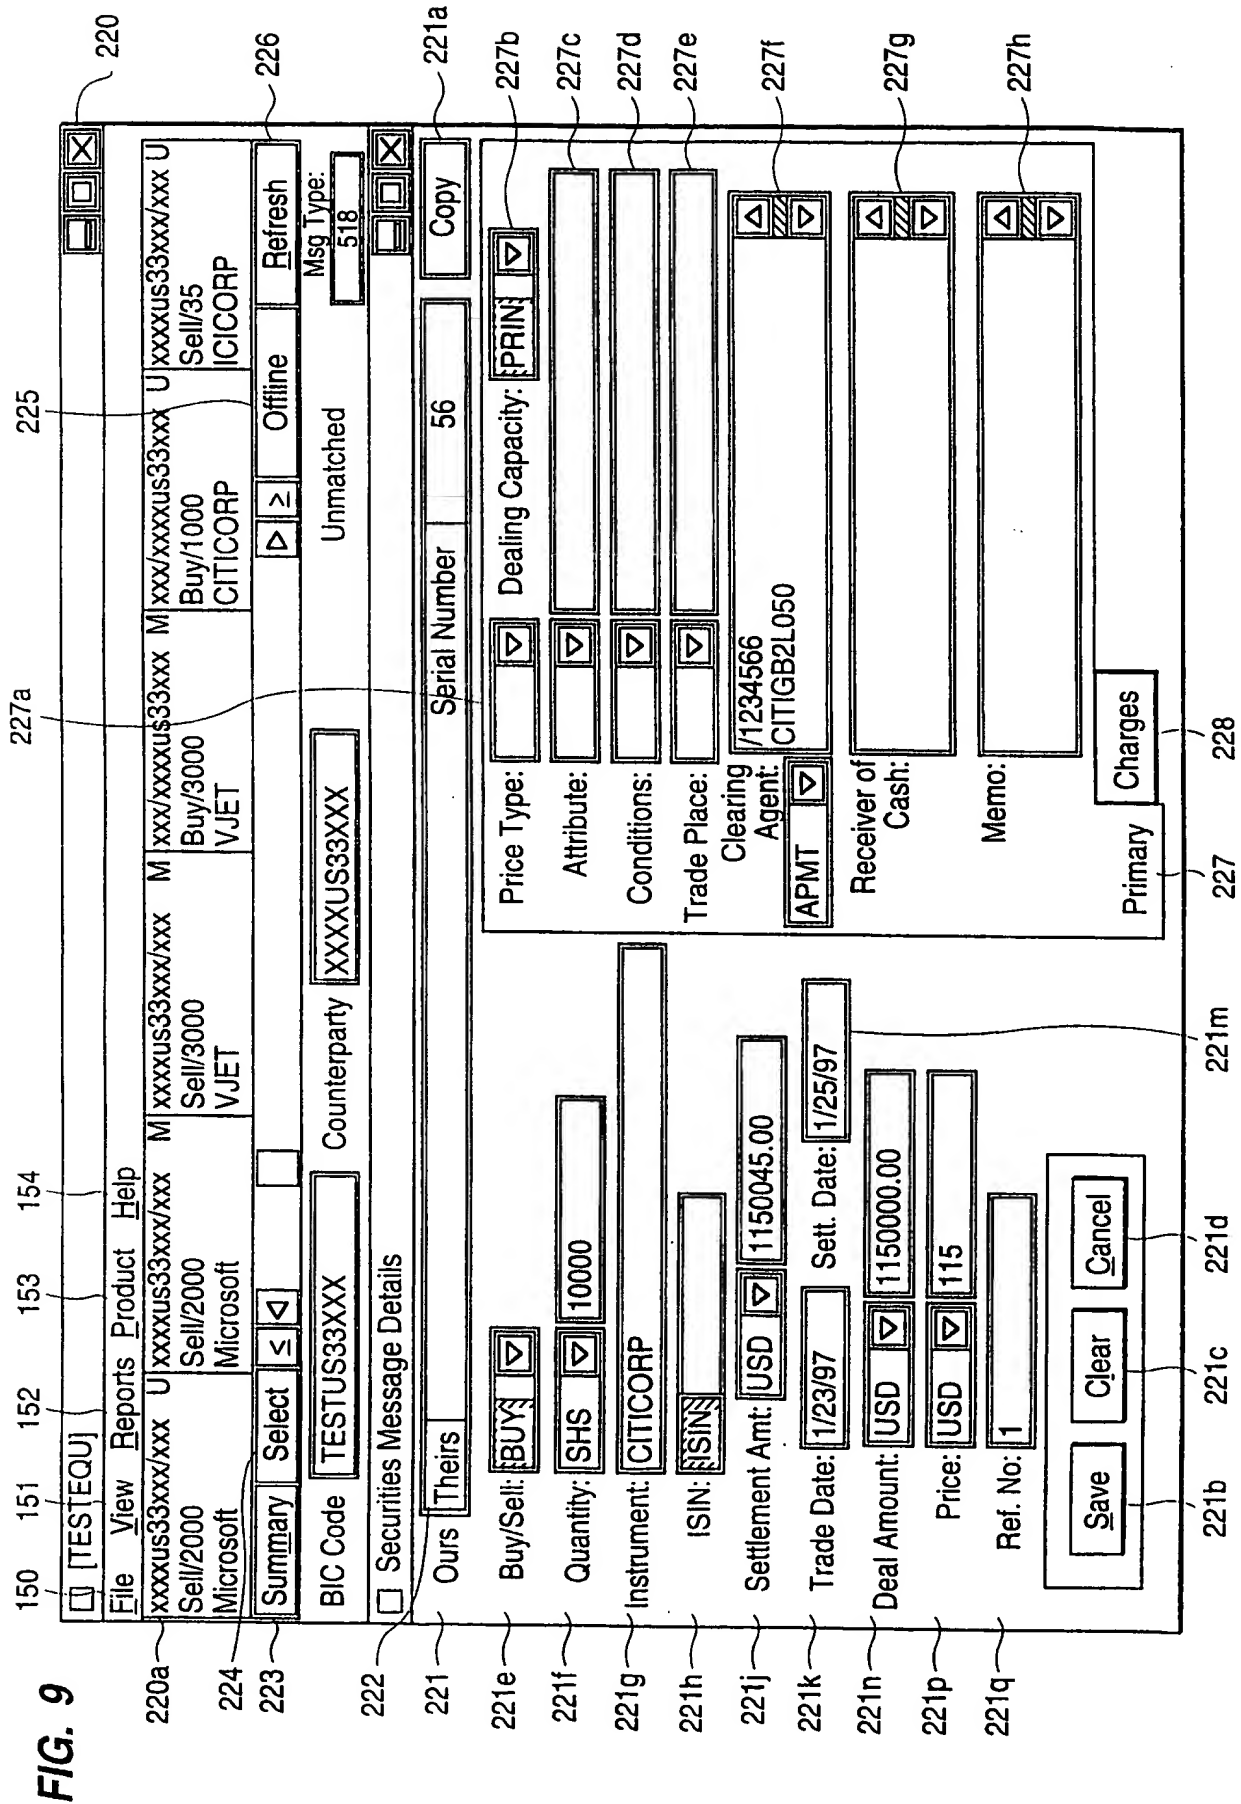 FIG. 9
150 151 152 153 154 227a 225
220
[TESTEQU]
File View Reports Product Help
220a
xxxxus33xxx/xxx U xxxxus33xxx/xxx M xxxxus33xxx/xxx M xxx/xxxxus33xxx M xxx/xxxxus33xxx U xxxxus33xxx/xxx U
Sell/2000 Sell/2000 Sell/3000 Buy/3000 Buy/1000 Sell/35
Microsoft Microsoft VJET VJET CITICORP ICICORP
224
223
226
Summary Select ≤ Offline Refresh ≥
BIC Code TESTUS33XXX Counterparty XXXXUS33XXX Unmatched Msg Type: 518
222
Securities Message Details
221
221a
Ours Theirs Serial Number 56 Copy
221e Buy/Sell: BUY
221f Quantity: SHS 10000
221g Instrument: CITICORP
221h ISIN: ISIN
221j Settlement Amt: USD 1150045.00
221k Trade Date: 1/23/97 Sett. Date: 1/25/97
221m
221n Deal Amount: USD 1150000.00
221p Price: USD 115
221q Ref. No: 1
Save Clear Cancel
221b 221c 221d
Price Type: Dealing Capacity: PRIN 227b
Attribute: 227c
Conditions: 227d
Trade Place: 227e
Clearing Agent: APMT /1234566 227f
CITIGB2L050
Receiver of Cash: 227g
Memo: 227h
Primary Charges
227 228